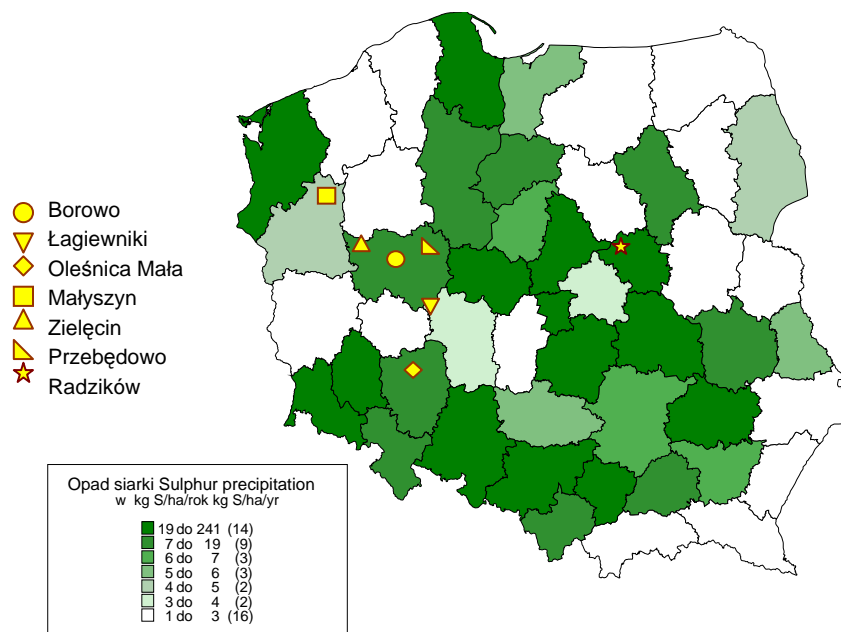 Borowo
Łagiewniki
Oleśnica Mała
Małyszyn
Zielęcin
Przebędowo
Radzików
Opad siarki Sulphur precipitation
w kg S/ha/rok kg S/ha/yr
19 do 241 (14)
7 do 19 (9)
6 do 7 (3)
5 do 6 (3)
4 do 5 (2)
3 do 4 (2)
1 do 3 (16)